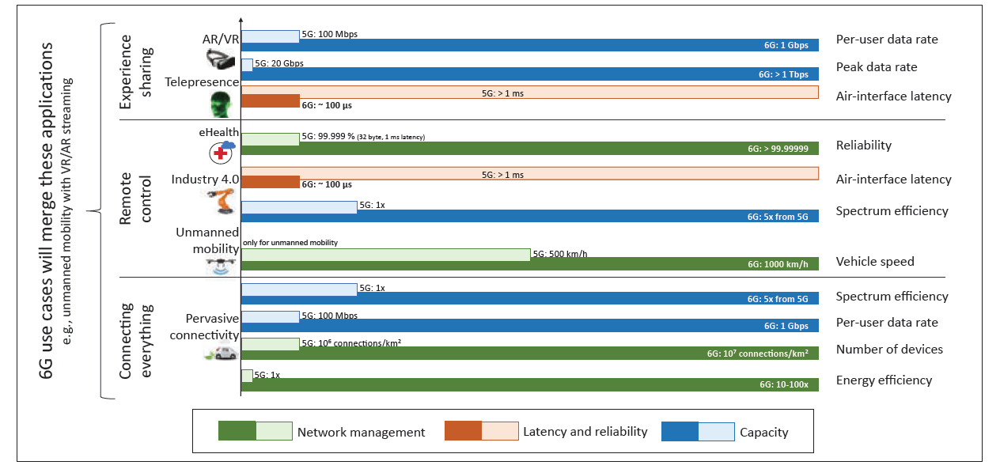 6G use cases will merge these applications
e.g., unmanned mobility with VR/AR streaming
Experience
sharing
AR/VR
5G: 100 Mbps
6G: 1 Gbps
Per-user data rate
5G: 20 Gbps
6G: > 1 Tbps
Peak data rate
Telepresence
5G: > 1 ms
6G: ~ 100 µs
Air-interface latency
Remote
control
eHealth
5G: 99.999 % (32 byte, 1 ms latency)
6G: > 99.99999
Reliability
Industry 4.0
5G: > 1 ms
6G: ~ 100 µs
Air-interface latency
5G: 1x
6G: 5x from 5G
Spectrum efficiency
Unmanned
mobility
only for unmanned mobility
5G: 500 km/h
6G: 1000 km/h
Vehicle speed
Connecting
everything
5G: 1x
6G: 5x from 5G
Spectrum efficiency
Pervasive
connectivity
5G: 100 Mbps
6G: 1 Gbps
Per-user data rate
5G: 10⁶ connections/km²
6G: 10⁷ connections/km²
Number of devices
5G: 1x
6G: 10-100x
Energy efficiency
Network management
Latency and reliability
Capacity